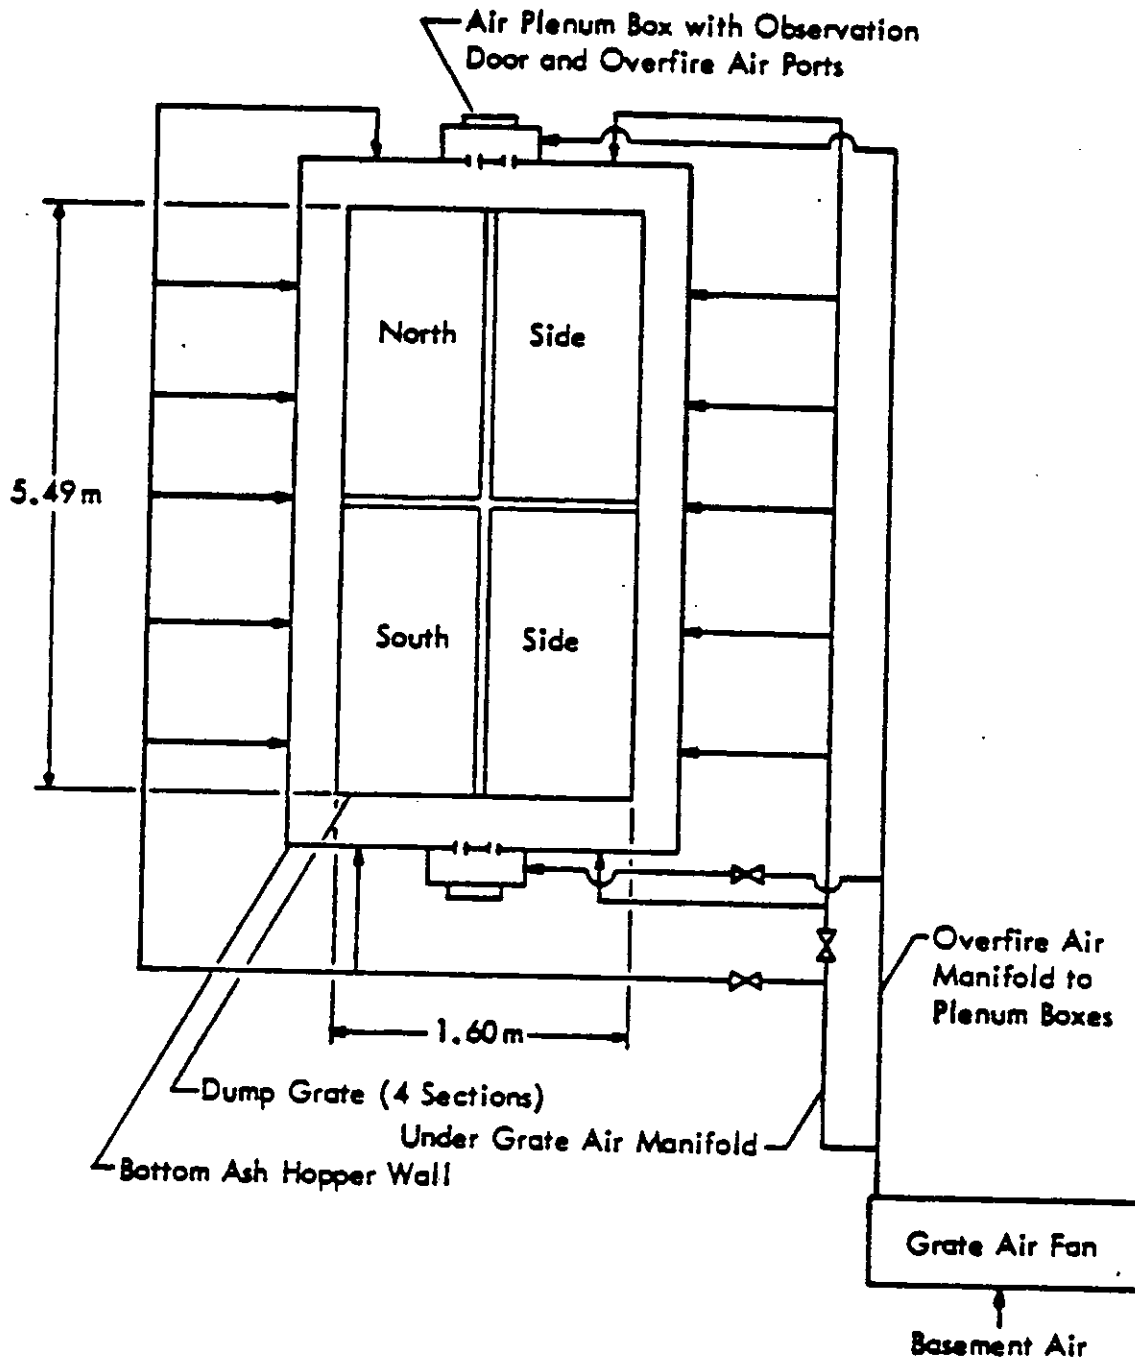 Air Plenum Box with Observation
Door and Overfire Air Ports
North Side
5.49m
South Side
Overfire Air
Manifold to
Plenum Boxes
1.60m
Dump Grate (4 Sections)
Under Grate Air Manifold
Bottom Ash Hopper Wall
Grate Air Fan
Basement Air